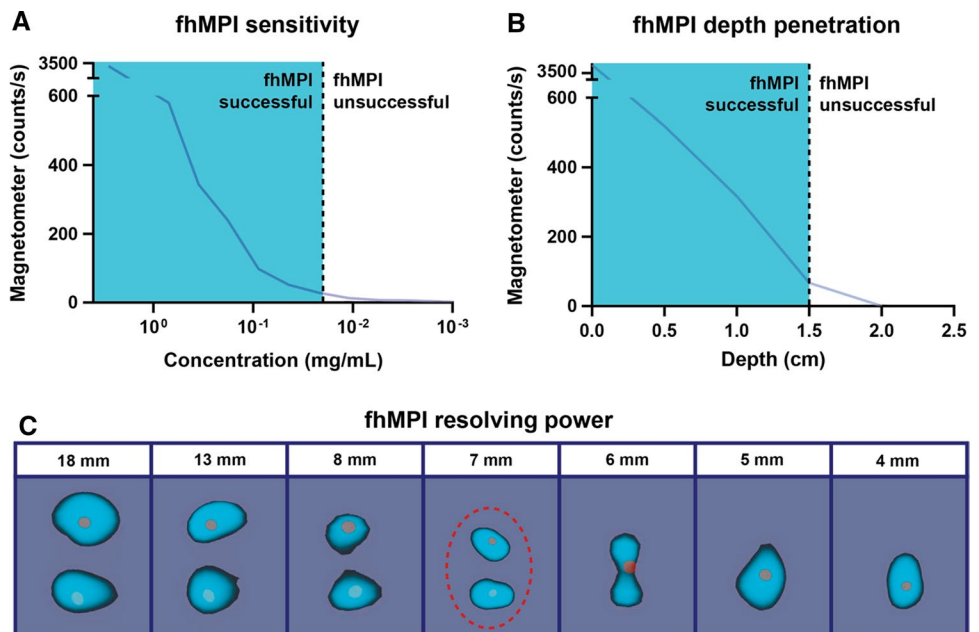 A
fhMPI sensitivity
Magnetometer (counts/s)
3500
600
400
200
0
fhMPI successful
fhMPI unsuccessful
10⁰
10⁻¹
10⁻²
10⁻³
Concentration (mg/mL)
B
fhMPI depth penetration
Magnetometer (counts/s)
3500
600
400
200
0
fhMPI successful
fhMPI unsuccessful
0.0
0.5
1.0
1.5
2.0
2.5
Depth (cm)
C
fhMPI resolving power
18 mm
13 mm
8 mm
7 mm
6 mm
5 mm
4 mm